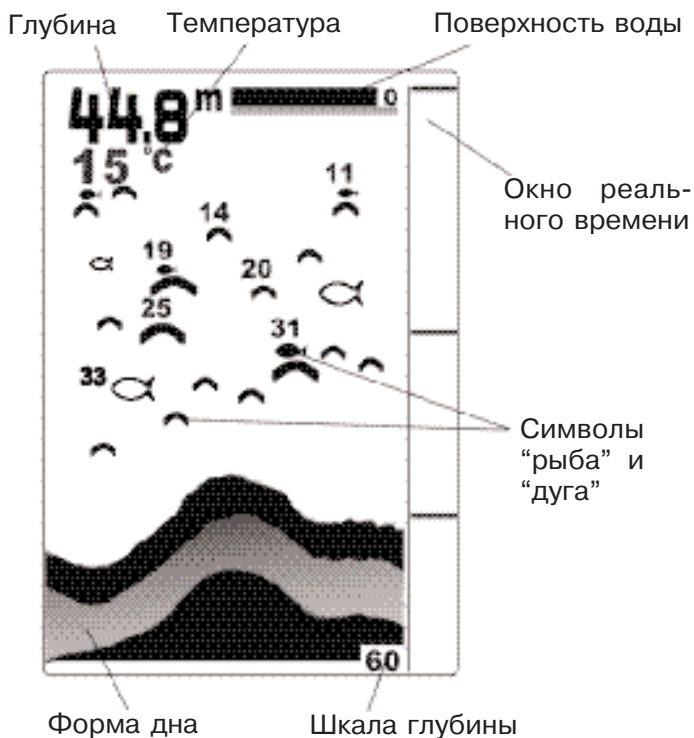 Глубина Температура Поверхность воды
44.8 m 0
15 °C
11
Окно реаль-
ного времени
14
19 20
25
31
33
Символы
“рыба” и
“дуга”
60
Форма дна Шкала глубины